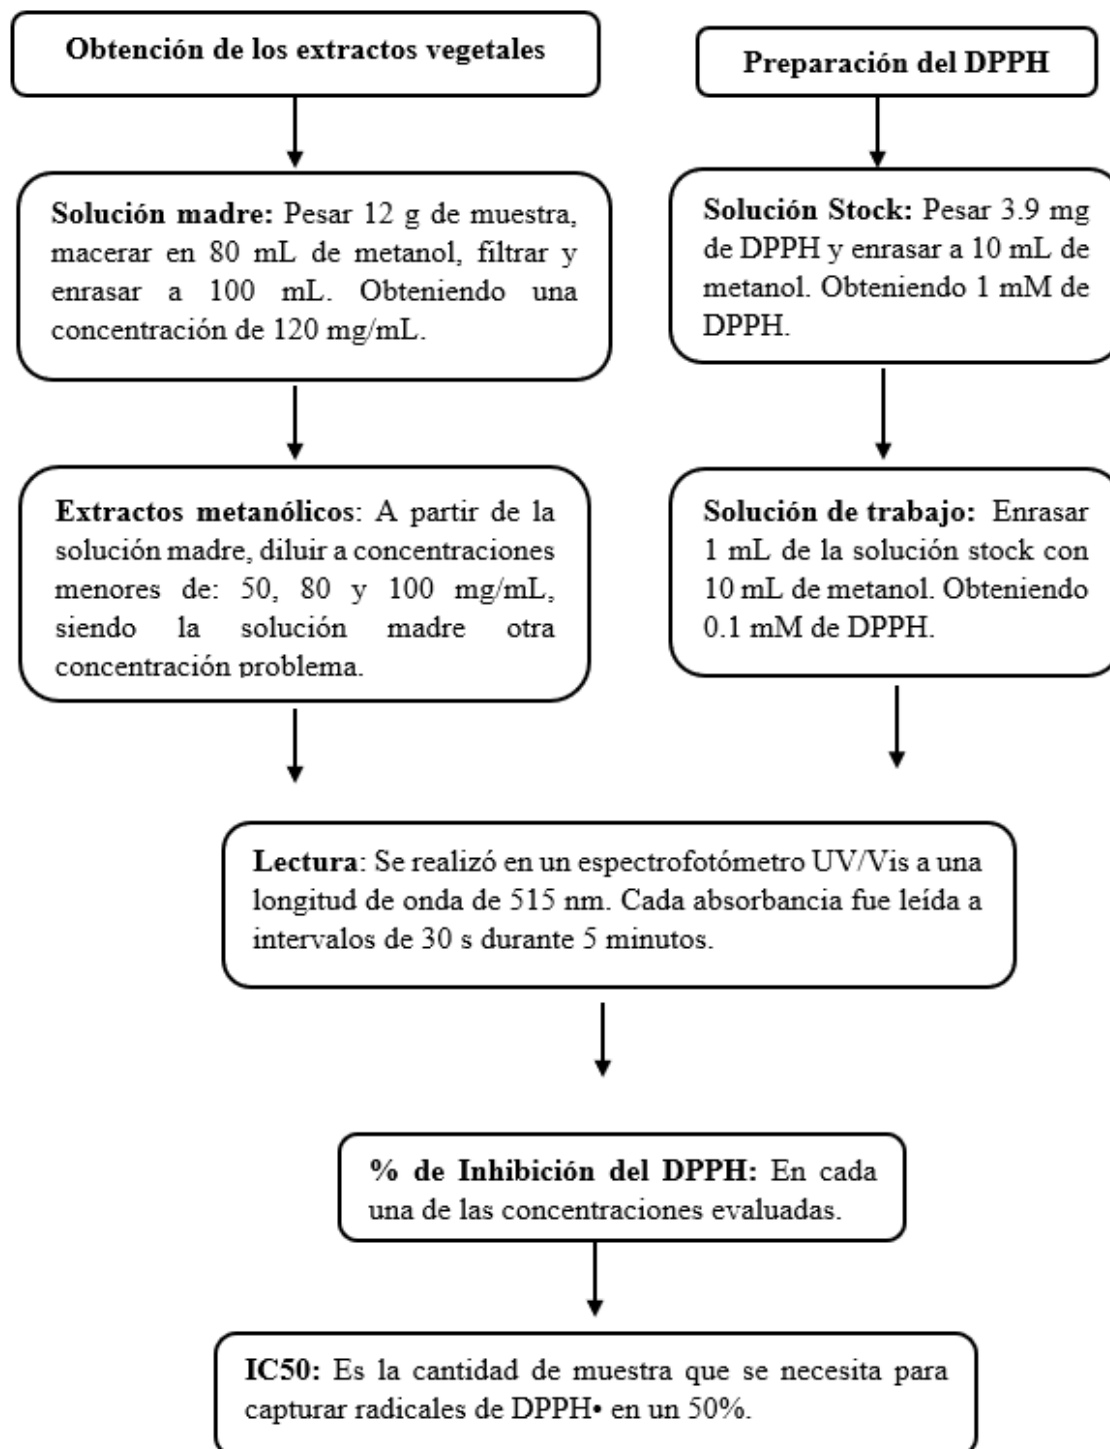 Obtención de los extractos vegetales
Preparación del DPPH
Solución madre: Pesar 12 g de muestra,
macerar en 80 mL de metanol, filtrar y
enrasar a 100 mL. Obteniendo una
concentración de 120 mg/mL.
Solución Stock: Pesar 3.9 mg
de DPPH y enrasar a 10 mL de
metanol. Obteniendo 1 mM de
DPPH.
Extractos metanólicos: A partir de la
solución madre, diluir a concentraciones
menores de: 50, 80 y 100 mg/mL,
siendo la solución madre otra
concentración problema.
Solución de trabajo: Enrasar
1 mL de la solución stock con
10 mL de metanol. Obteniendo
0.1 mM de DPPH.
Lectura: Se realizó en un espectrofotómetro UV/Vis a una
longitud de onda de 515 nm. Cada absorbancia fue leída a
intervalos de 30 s durante 5 minutos.
% de Inhibición del DPPH: En cada
una de las concentraciones evaluadas.
IC50: Es la cantidad de muestra que se necesita para
capturar radicales de DPPH• en un 50%.